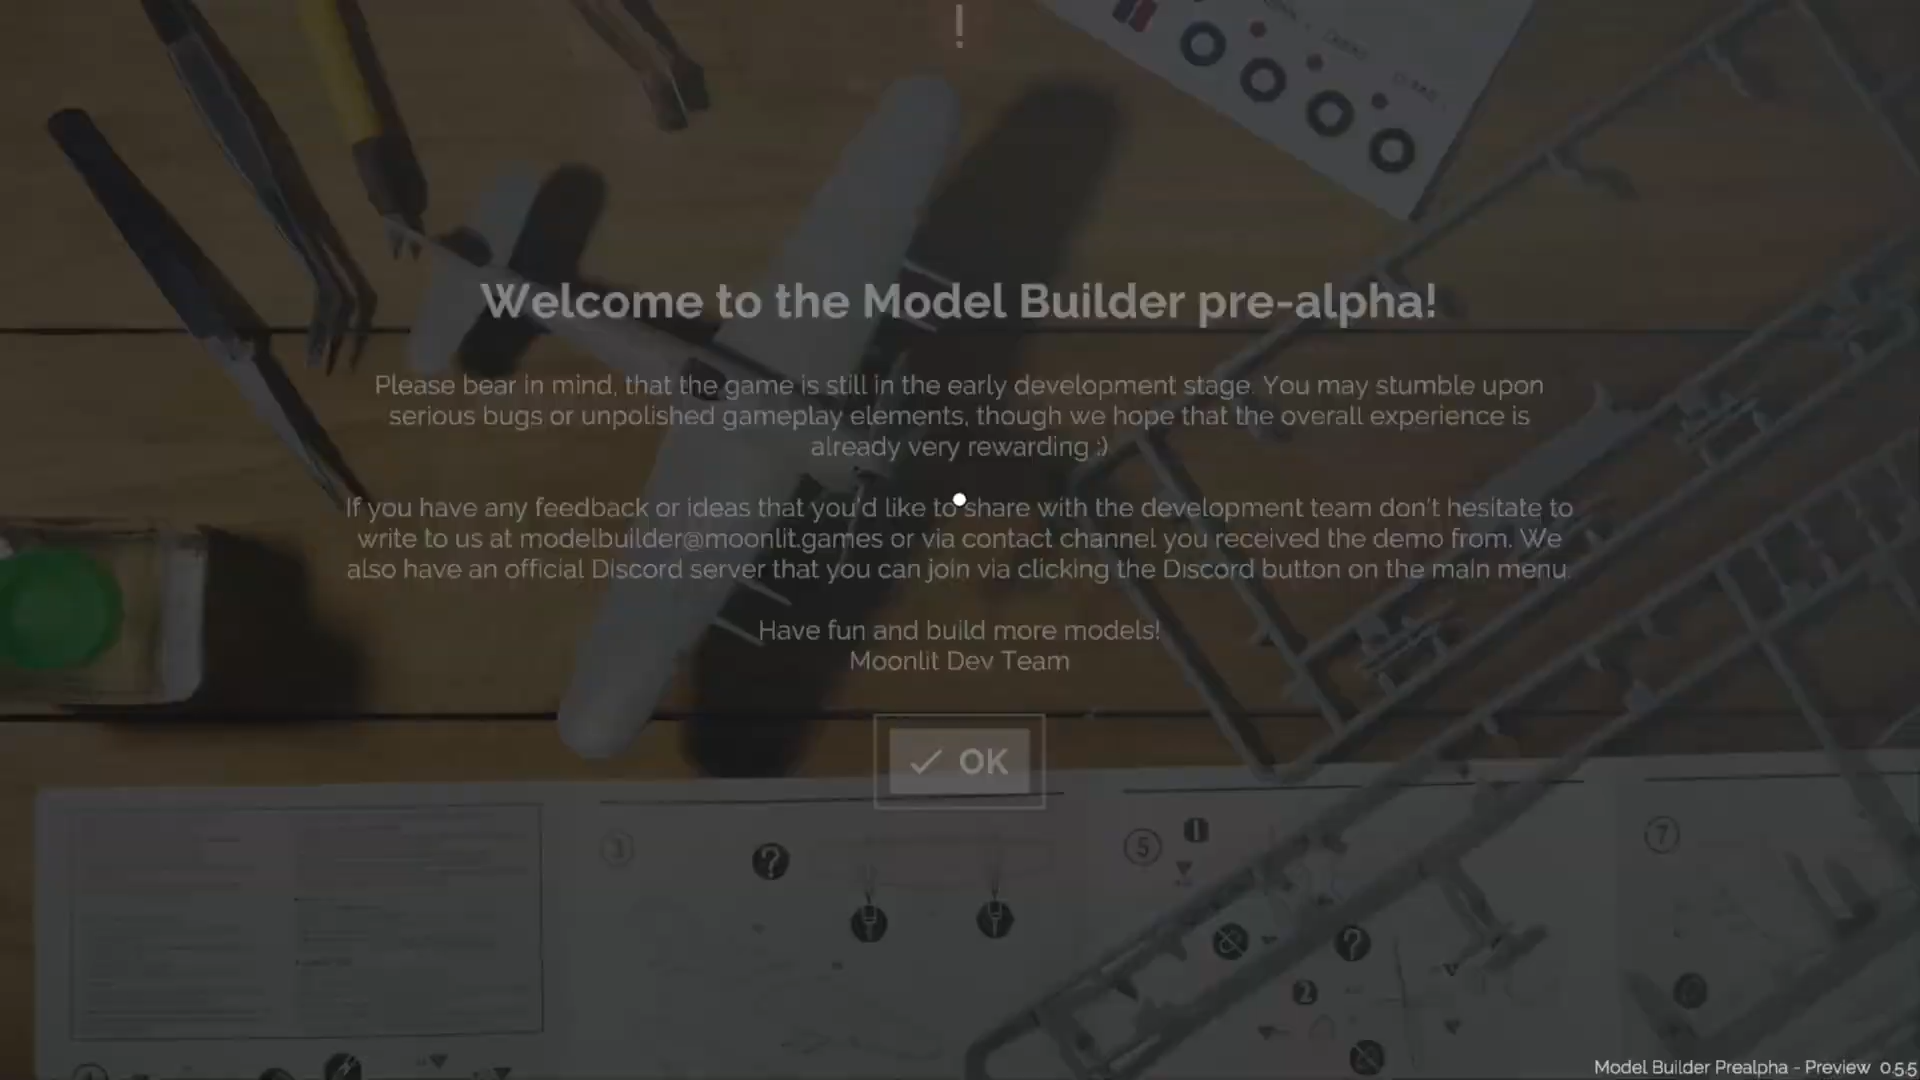 !
Welcome to the Model Builder pre-alpha!
Please bear in mind, that the game is still in the early development stage. You may stumble upon
serious bugs or unpolished gameplay elements, though we hope that the overall experience is
already very rewarding :)
If you have any feedback or ideas that you'd like to share with the development team don't hesitate to
write to us at modelbuilder@moonlit.games or via contact channel you received the demo from. We
also have an official Discord server that you can join via clicking the Discord button on the main menu.
Have fun and build more models!
Moonlit Dev Team
OK
3
?
5
1
7
?
2
Model Builder Prealpha - Preview 0.5.5